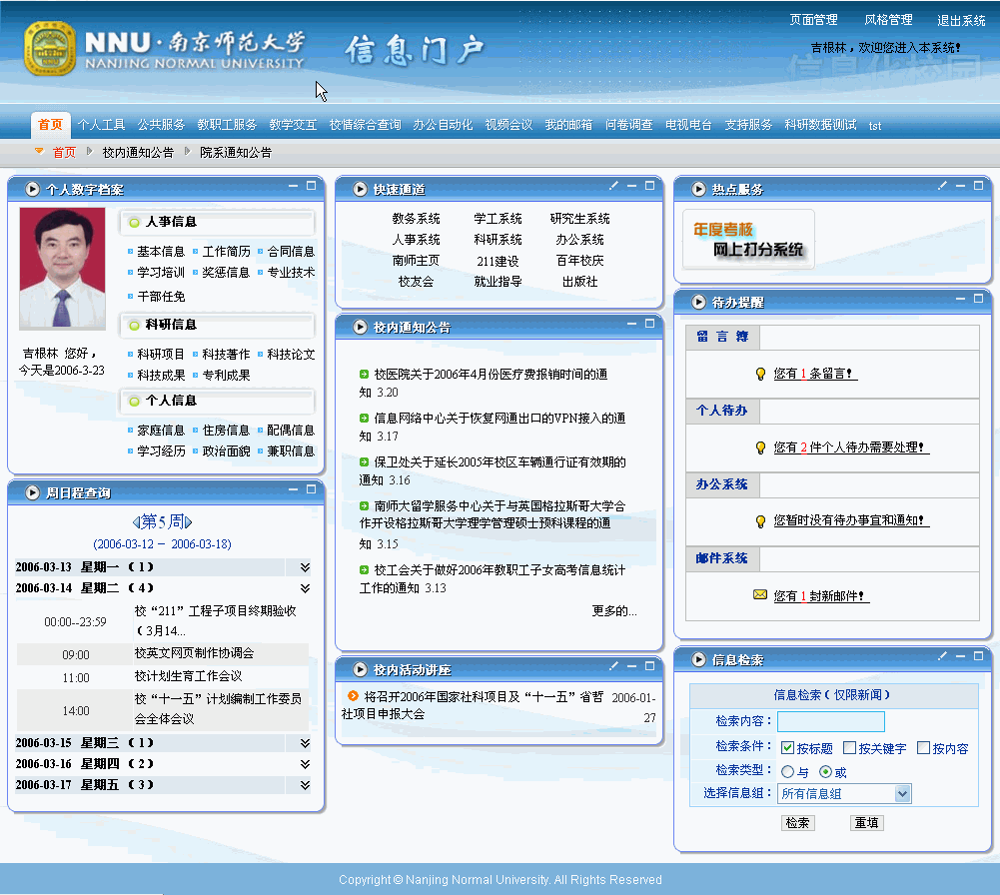 页面管理 风格管理 退出系统
NNU·南京师范大学 信息门户
NANJING NORMAL UNIVERSITY
吉根林，欢迎您进入本系统!
信息化校园
首页 个人工具 公共服务 教职工服务 教学交互 校情综合查询 办公自动化 视频会议 我的邮箱 问卷调查 电视电台 支持服务 科研数据测试 tst
首页 校内通知公告 院系通知公告
个人数字档案
人事信息
基本信息 工作简历 合同信息
学习培训 奖惩信息 专业技术
干部任免
科研信息
吉根林 您好，
今天是2006-3-23
科研项目 科技著作 科技论文
科技成果 专利成果
个人信息
家庭信息 住房信息 配偶信息
学习经历 政治面貌 兼职信息
周日程查询
第5周
(2006-03-12 － 2006-03-18)
2006-03-13 星期一 （1）
2006-03-14 星期二 （4）
00:00--23:59 校“211”工程子项目终期验收
（3月14...
09:00 校英文网页制作协调会
11:00 校计划生育工作会议
14:00 校“十一五”计划编制工作委员
会全体会议
2006-03-15 星期三 （1）
2006-03-16 星期四 （2）
2006-03-17 星期五 （3）
快速通道
教务系统 学工系统 研究生系统
人事系统 科研系统 办公系统
南师主页 211建设 百年校庆
校友会 就业指导 出版社
校内通知公告
校医院关于2006年4月份医疗费报销时间的通
知 3.20
信息网络中心关于恢复网通出口的VPN接入的通
知 3.17
保卫处关于延长2005年校区车辆通行证有效期的
通知 3.16
南师大留学服务中心关于与英国格拉斯哥大学合
作开设格拉斯哥大学理学管理硕士预科课程的通
知 3.15
校工会关于做好2006年教职工子女高考信息统计
工作的通知 3.13
更多的...
校内活动讲座
将召开2006年国家社科项目及“十一五”省哲 2006-01-
社项目申报大会 27
热点服务
年度考核
网上打分系统
待办提醒
留 言 簿
您有 1 条留言!
个人待办
您有 2 件个人待办需要处理!
办公系统
您暂时没有待办事宜和通知!
邮件系统
您有 1 封新邮件!
信息检索
信息检索（仅限新闻）
检索内容：
检索条件： 按标题 按关键字 按内容
检索类型： 与 或
选择信息组： 所有信息组
检索 重填
Copyright © Nanjing Normal University. All Rights Reserved